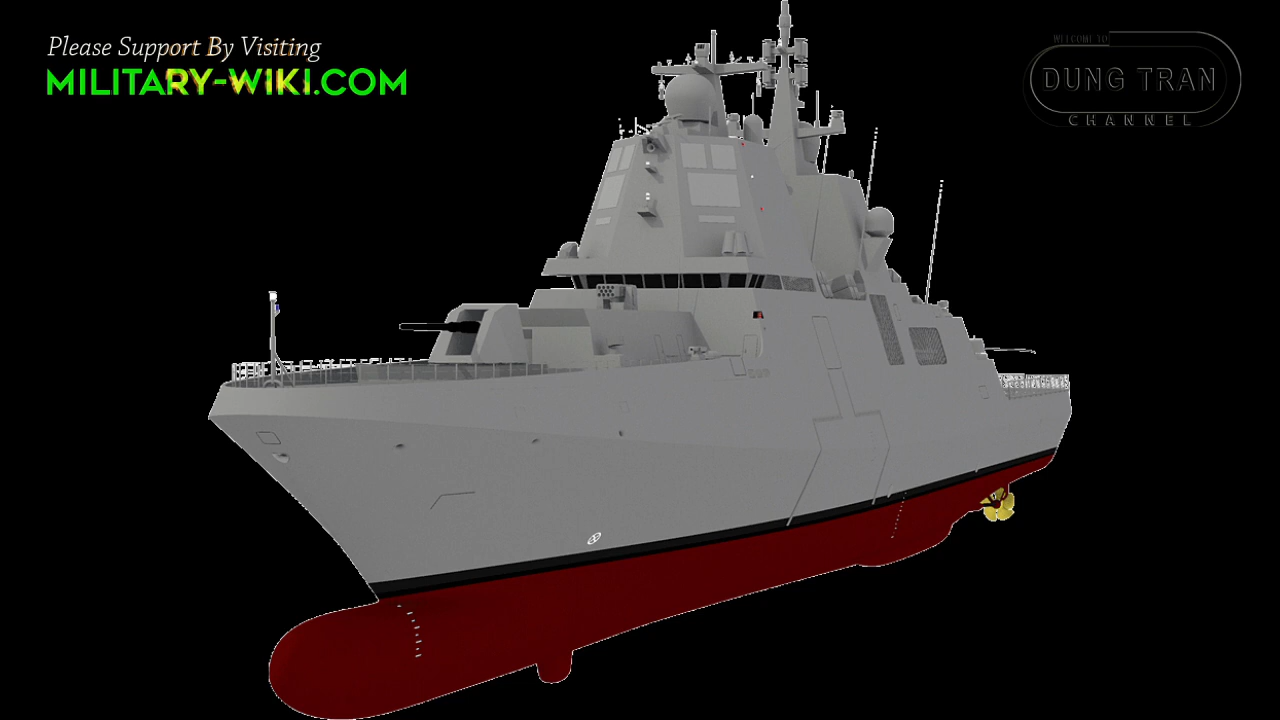 Please Support By Visiting
MILITARY-WIKI.COM
WELCOME TO
DUNG TRAN
CHANNEL